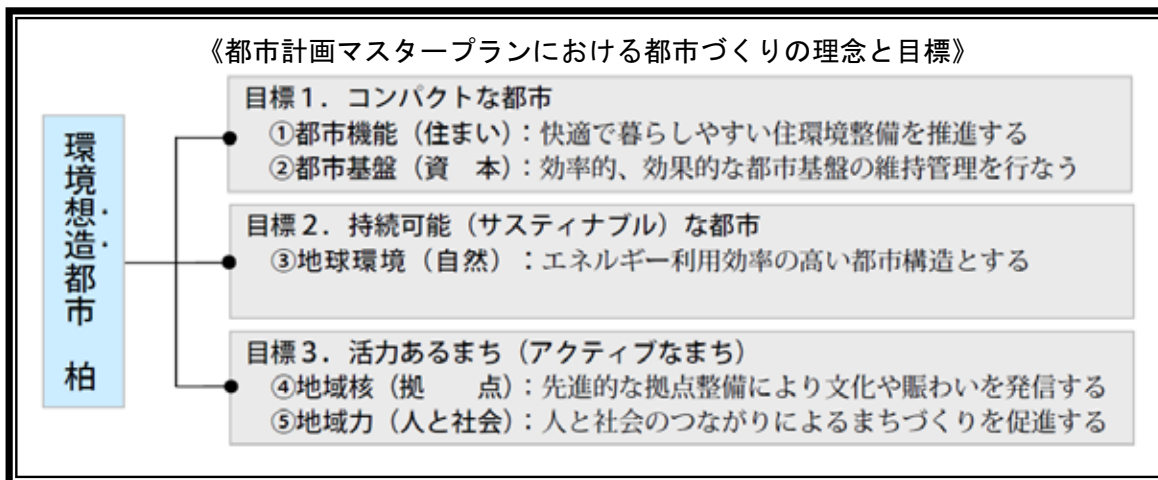 《都市計画マスタープランにおける都市づくりの理念と目標》
環境想造都市 柏
目標1．コンパクトな都市
①都市機能（住まい）：快適で暮らしやすい住環境整備を推進する
②都市基盤（資　本）：効率的、効果的な都市基盤の維持管理を行なう
目標2．持続可能（サスティナブル）な都市
③地球環境（自然）：エネルギー利用効率の高い都市構造とする
目標3．活力あるまち（アクティブなまち）
④地域核（拠　　点）：先進的な拠点整備により文化や賑わいを発信する
⑤地域力（人と社会）：人と社会のつながりによるまちづくりを促進する